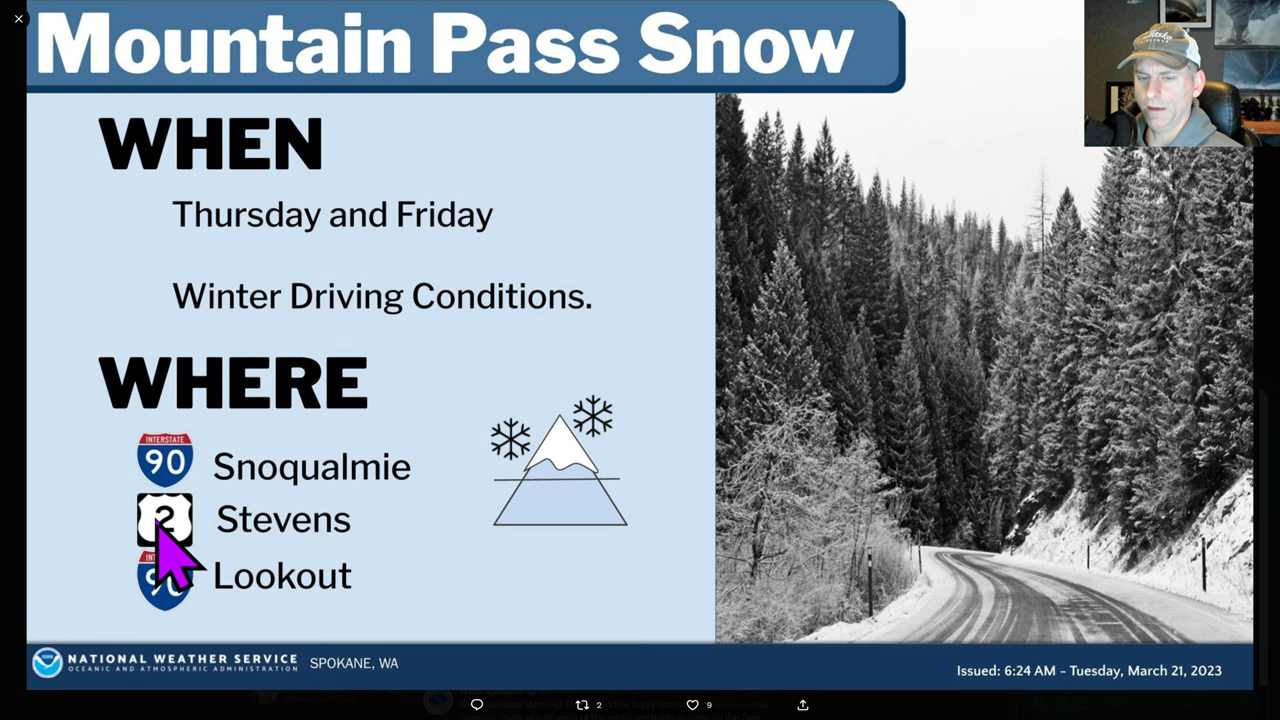 Mountain Pass Snow
WHEN
Thursday and Friday
Winter Driving Conditions.
WHERE
INTERSTATE
90
Snoqualmie
2
Stevens
Lookout
NATIONAL WEATHER SERVICE
OCEANIC AND ATMOSPHERIC ADMINISTRATION
SPOKANE, WA
Issued: 6:24 AM - Tuesday, March 21, 2023
2
9